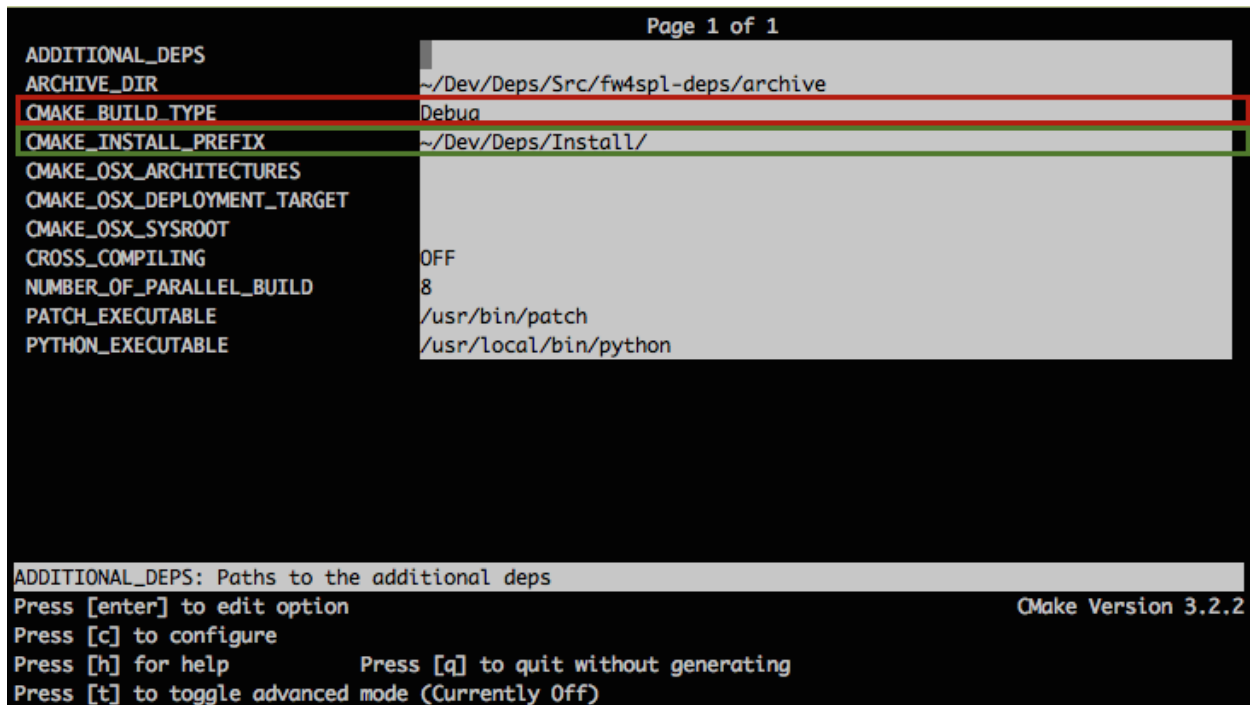 Page 1 of 1
ADDITIONAL_DEPS
ARCHIVE_DIR ~/Dev/Deps/Src/fw4spl-deps/archive
CMAKE_BUILD_TYPE Debug
CMAKE_INSTALL_PREFIX ~/Dev/Deps/Install/
CMAKE_OSX_ARCHITECTURES
CMAKE_OSX_DEPLOYMENT_TARGET
CMAKE_OSX_SYSROOT
CROSS_COMPILING OFF
NUMBER_OF_PARALLEL_BUILD 8
PATCH_EXECUTABLE /usr/bin/patch
PYTHON_EXECUTABLE /usr/local/bin/python
ADDITIONAL_DEPS: Paths to the additional deps
Press [enter] to edit option CMake Version 3.2.2
Press [c] to configure
Press [h] for help Press [q] to quit without generating
Press [t] to toggle advanced mode (Currently Off)